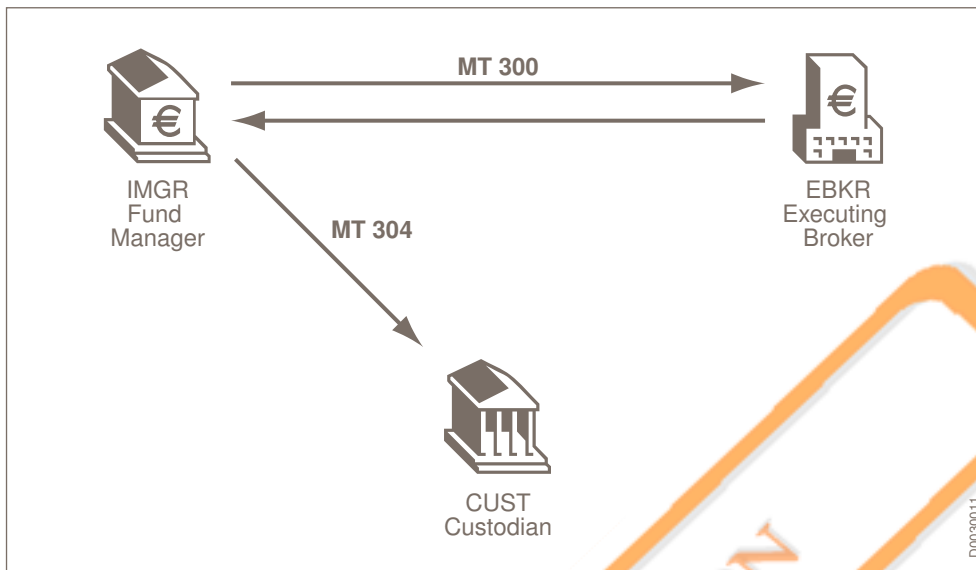 MT 300
IMGR
Fund
Manager
EBKR
Executing
Broker
MT 304
CUST
Custodian
D0030011
N